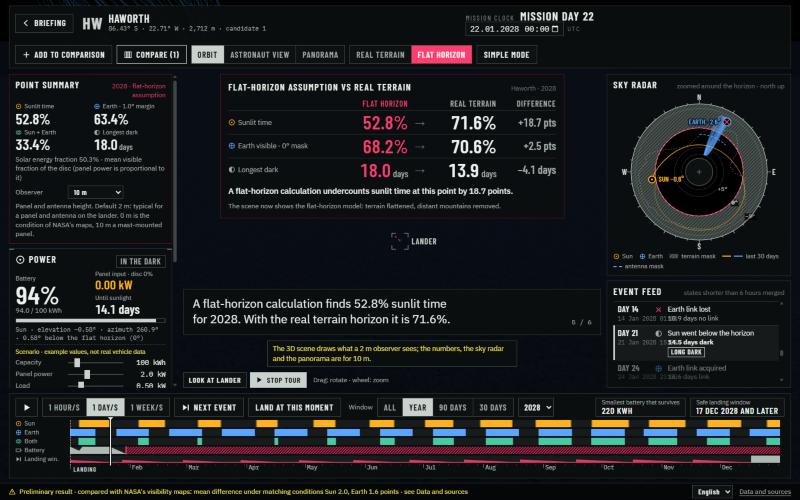 BRIEFING
HW HAWORTH
86.43° S · 22.71° W · 2,712 m · candidate 1
MISSION CLOCK MISSION DAY 22
22.01.2028 00:00 UTC
+ ADD TO COMPARISON
COMPARE (1)
ORBIT
ASTRONAUT VIEW
PANORAMA
REAL TERRAIN
FLAT HORIZON
SIMPLE MODE
POINT SUMMARY
2028 · flat-horizon
assumption
Sunlit time
52.8%
Earth · 1.0° margin
63.4%
Sun + Earth
33.4%
Longest dark
18.0 days
Solar energy fraction 50.3% · mean visible
fraction of the disc (panel power is proportional to
it)
Observer 10 m
Panel and antenna height. Default 2 m: typical for
a panel and antenna on the lander. 0 m is the
condition of NASA's maps, 10 m a mast-mounted
panel.
POWER
IN THE DARK
Battery
94%
94.0 / 100 kWh
Panel input · disc 0%
0.00 kW
Until sunlight
14.1 days
Sun · elevation −0.58° · azimuth 260.9°
· 0.58° below the flat horizon (0°)
Scenario · example values, not real vehicle data
Capacity 100 kWh
Panel power 2.0 kW
Load 0.50 kW
FLAT-HORIZON ASSUMPTION VS REAL TERRAIN
Haworth · 2028
FLAT HORIZON REAL TERRAIN DIFFERENCE
Sunlit time 52.8% → 71.6% +18.7 pts
Earth visible · 0° mask 68.2% → 70.6% +2.5 pts
Longest dark 18.0 days → 13.9 days −4.1 days
A flat-horizon calculation undercounts sunlit time at this point by 18.7 points.
The scene now shows the flat-horizon model: terrain flattened, distant mountains removed.
LANDER
A flat-horizon calculation finds 52.8% sunlit time
for 2028. With the real terrain horizon it is 71.6%.
6 / 6
The 3D scene draws what a 2 m observer sees; the numbers, the sky radar
and the panorama are for 10 m.
LOOK AT LANDER
STOP TOUR
Drag: rotate · wheel: zoom
SKY RADAR
zoomed around the horizon · north up
N
W
E
S
SUN −0.6°
+5°
0°
Sun
Earth
terrain mask
last 30 days
antenna mask
EVENT FEED
states shorter than 6 hours merged
DAY 14
14 Jan 2028
Earth link lost
DAY 21
21 Jan 2028
Sun went below the horizon
14.5 days dark
LONG DARK
DAY 24
Earth link acquired
1 HOUR/S
1 DAY/S
1 WEEK/S
NEXT EVENT
LAND AT THIS MOMENT
Window
ALL
YEAR
90 DAYS
30 DAYS
2028
Smallest battery that survives
220 KWH
Safe landing window
17 DEC 2028 AND LATER
Sun
Earth
Both
Battery
Landing win.
LANDING
Feb
Mar
Apr
May
Jun
Jul
Aug
Sep
Oct
Nov
Dec
Preliminary result · compared with NASA's visibility maps: mean difference under matching conditions Sun 2.0, Earth 1.6 points · see Data and sources
English
Data and sources